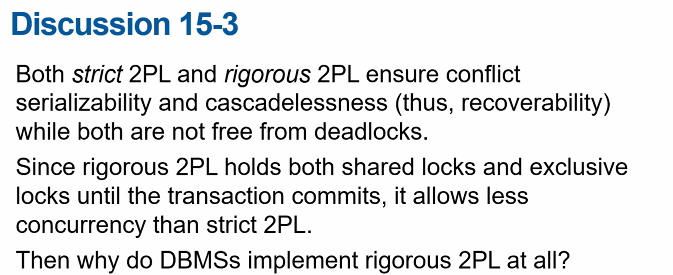 Discussion 15-3
Both strict 2PL and rigorous 2PL ensure conflict
serializability and cascadelessness (thus, recoverability)
while both are not free from deadlocks.
Since rigorous 2PL holds both shared locks and exclusive
locks until the transaction commits, it allows less
concurrency than strict 2PL.
Then why do DBMSs implement rigorous 2PL at all?